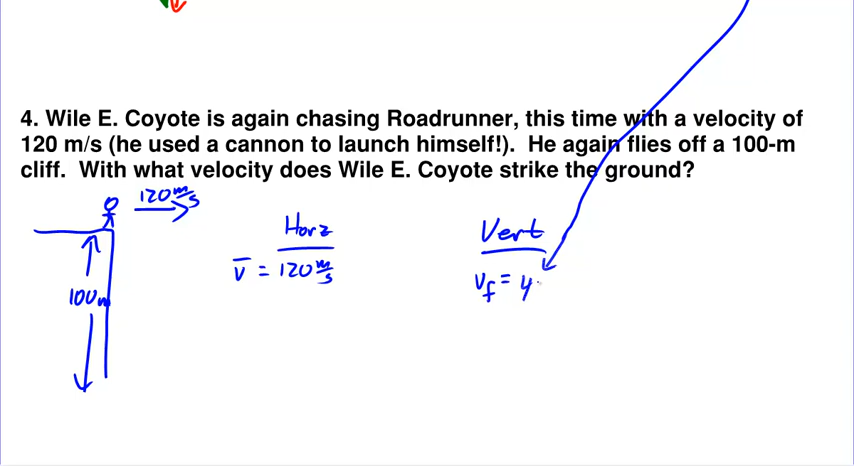 4. Wile E. Coyote is again chasing Roadrunner, this time with a velocity of
120 m/s (he used a cannon to launch himself!). He again flies off a 100-m
cliff. With what velocity does Wile E. Coyote strike the ground?
120 m/s
Horz
Vert
v̅ = 120 m/s
vf = 4
100m